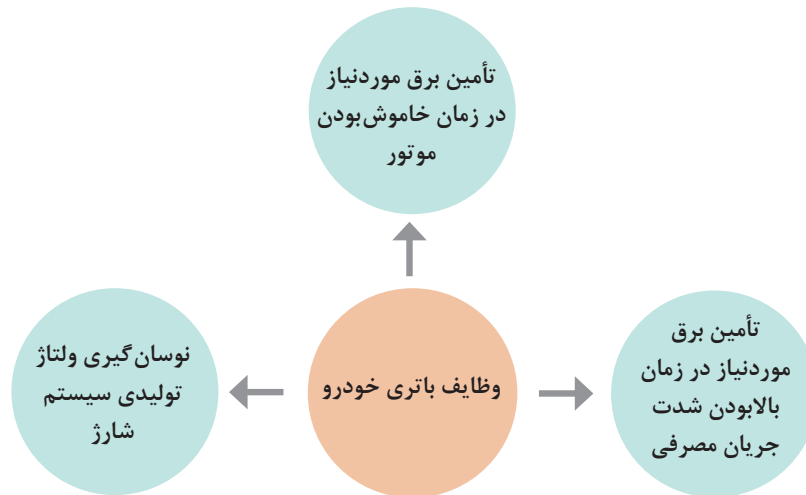 تأمین برق موردنیاز
در زمان خاموش‌بودن
موتور
تأمین برق
موردنیاز در زمان
بالابودن شدت
جریان مصرفی
وظایف باتری خودرو
نوسان‌گیری ولتاژ
تولیدی سیستم
شارژ